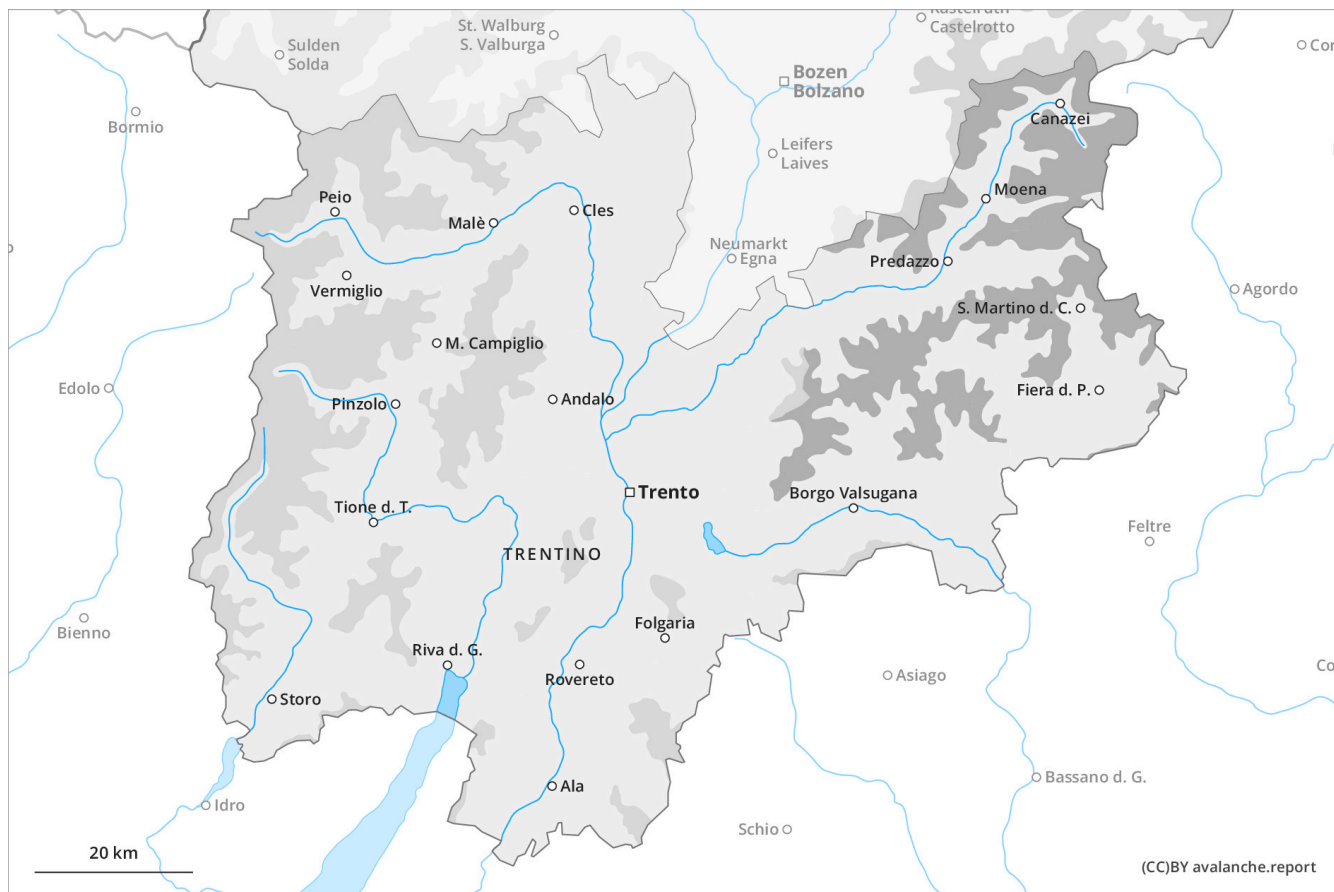 Kastelruth
Castelrotto
St. Walburg
S. Valburga
Sulden
Solda
Cor
Bozen
Bolzano
Bormio
Canazei
Leifers
Laives
Moena
Peio
Malè
Cles
Neumarkt
Egna
Predazzo
Vermiglio
Agordo
S. Martino d. C.
M. Campiglio
Edolo
Andalo
Fiera d. P.
Pinzolo
Trento
Borgo Valsugana
Tione d. T.
Feltre
TRENTINO
Bienno
Folgaria
Riva d. G.
Rovereto
Asiago
Co
Storo
Ala
Bassano d. G.
Idro
Schio
20 km
(CC)BY avalanche.report